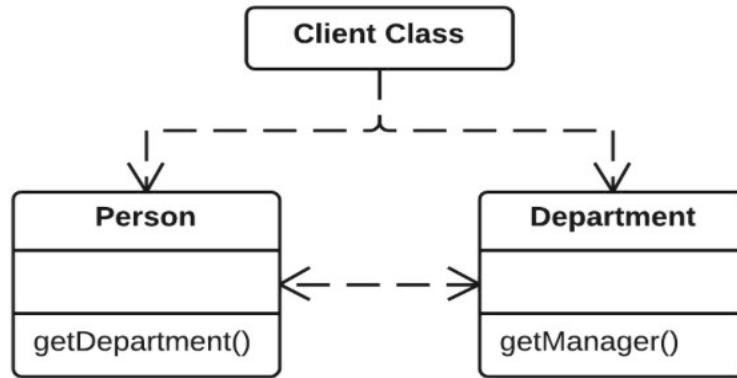 Client Class
Person
Department
getDepartment()
getManager()